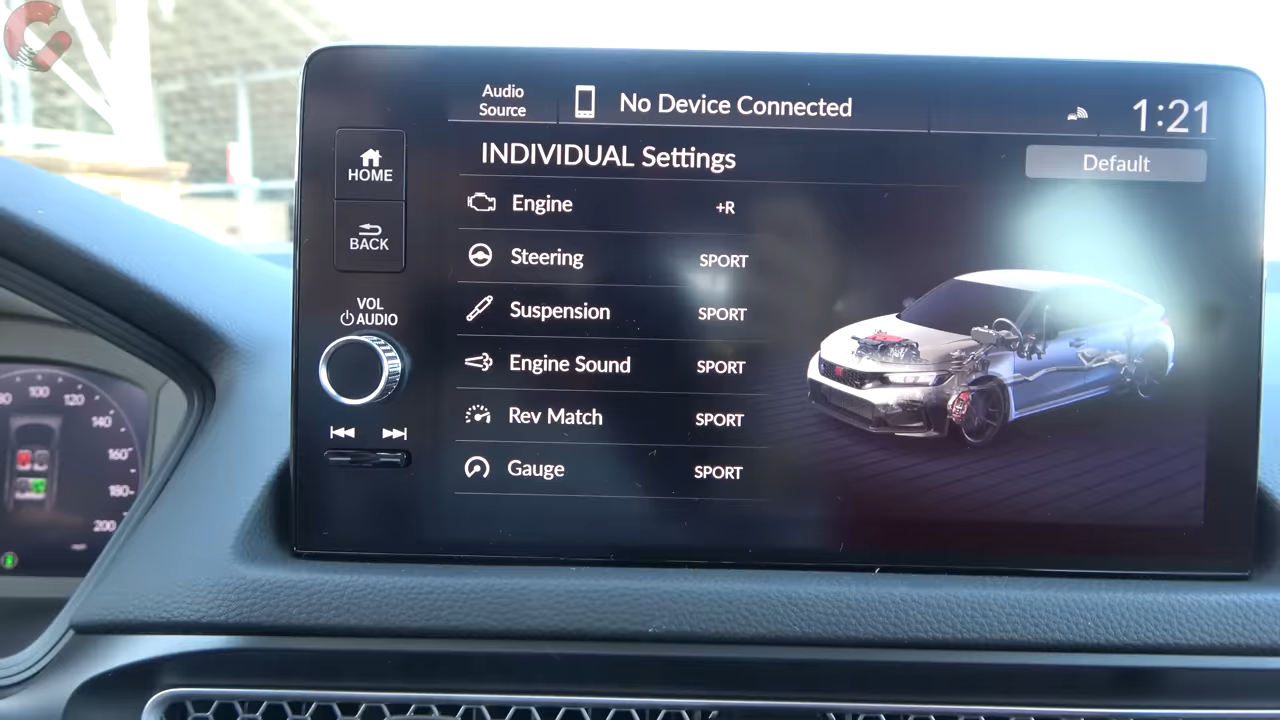 Audio
Source
No Device Connected
1:21
INDIVIDUAL Settings
Default
HOME
BACK
VOL
AUDIO
Engine +R
Steering SPORT
Suspension SPORT
Engine Sound SPORT
Rev Match SPORT
Gauge SPORT
80
100
120
140
160
180
200